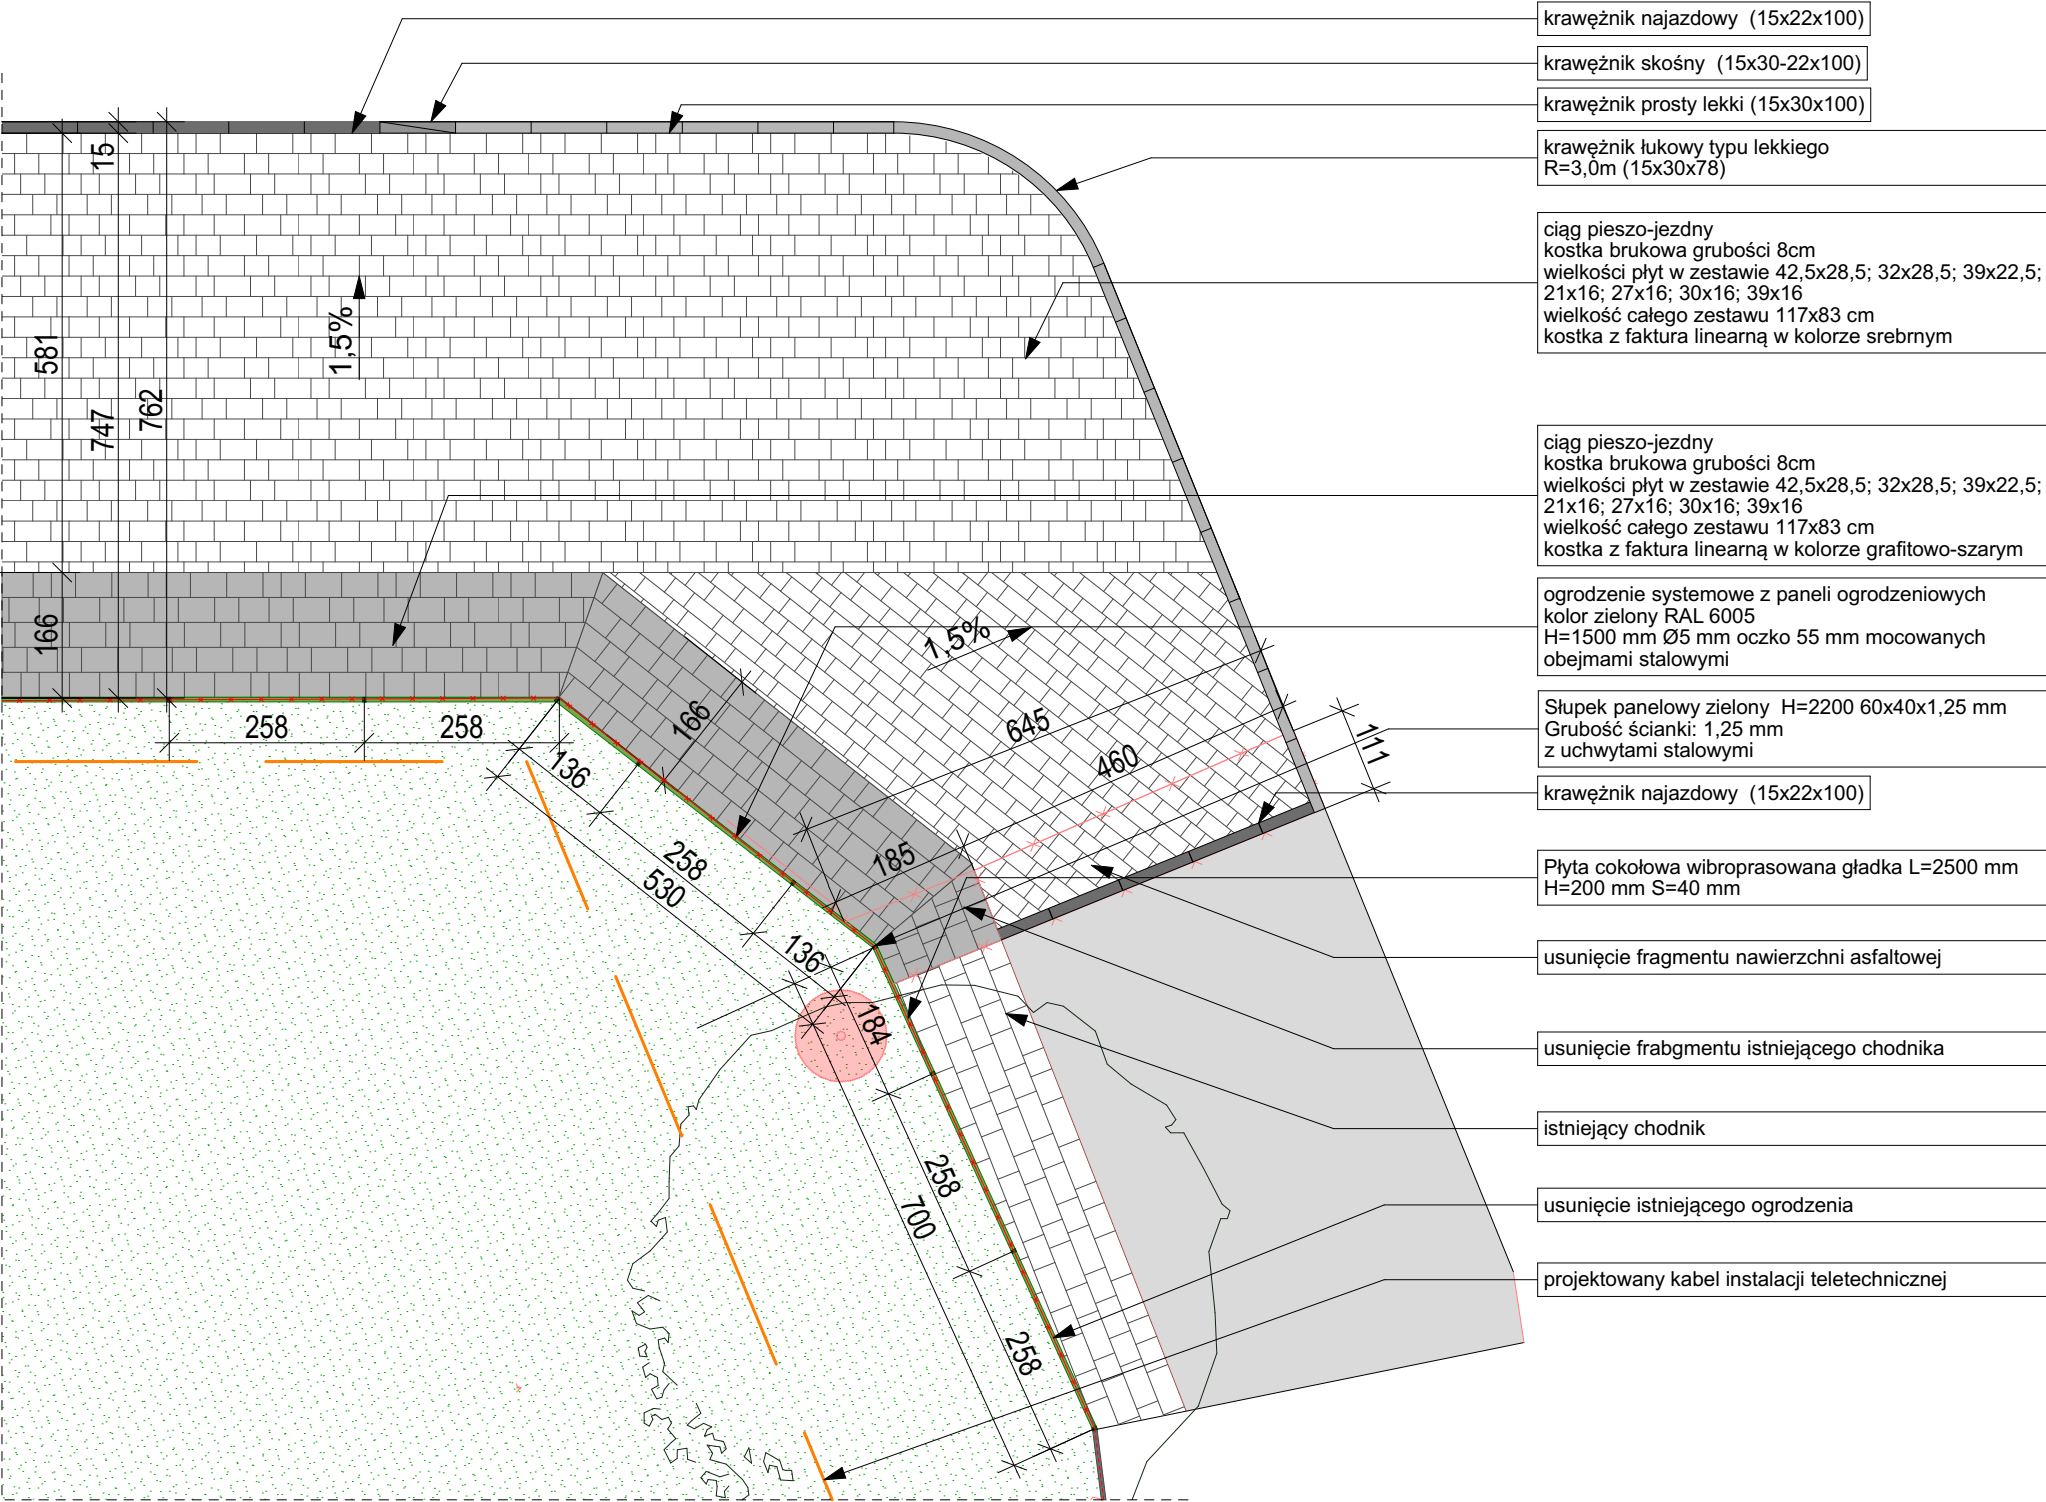 krawężnik najazdowy (15x22x100)
krawężnik skośny (15x30-22x100)
krawężnik prosty lekki (15x30x100)
krawężnik łukowy typu lekkiego
R=3,0m (15x30x78)
ciąg pieszo-jezdny
kostka brukowa grubości 8cm
wielkości płyt w zestawie 42,5x28,5; 32x28,5; 39x22,5;
21x16; 27x16; 30x16; 39x16
wielkość całego zestawu 117x83 cm
kostka z faktura linearną w kolorze srebrnym
ciąg pieszo-jezdny
kostka brukowa grubości 8cm
wielkości płyt w zestawie 42,5x28,5; 32x28,5; 39x22,5;
21x16; 27x16; 30x16; 39x16
wielkość całego zestawu 117x83 cm
kostka z faktura linearną w kolorze grafitowo-szarym
ogrodzenie systemowe z paneli ogrodzeniowych
kolor zielony RAL 6005
H=1500 mm Ø5 mm oczko 55 mm mocowanych
obejmami stalowymi
Słupek panelowy zielony H=2200 60x40x1,25 mm
Grubość ścianki: 1,25 mm
z uchwytami stalowymi
krawężnik najazdowy (15x22x100)
Płyta cokołowa wibroprasowana gładka L=2500 mm
H=200 mm S=40 mm
usunięcie fragmentu nawierzchni asfaltowej
usunięcie frabgmentu istniejącego chodnika
istniejący chodnik
usunięcie istniejącego ogrodzenia
projektowany kabel instalacji teletechnicznej
15
581
747
762
1,5%
166
258
258
136
166
1,5%
645
460
111
185
258
530
136
184
258
700
258